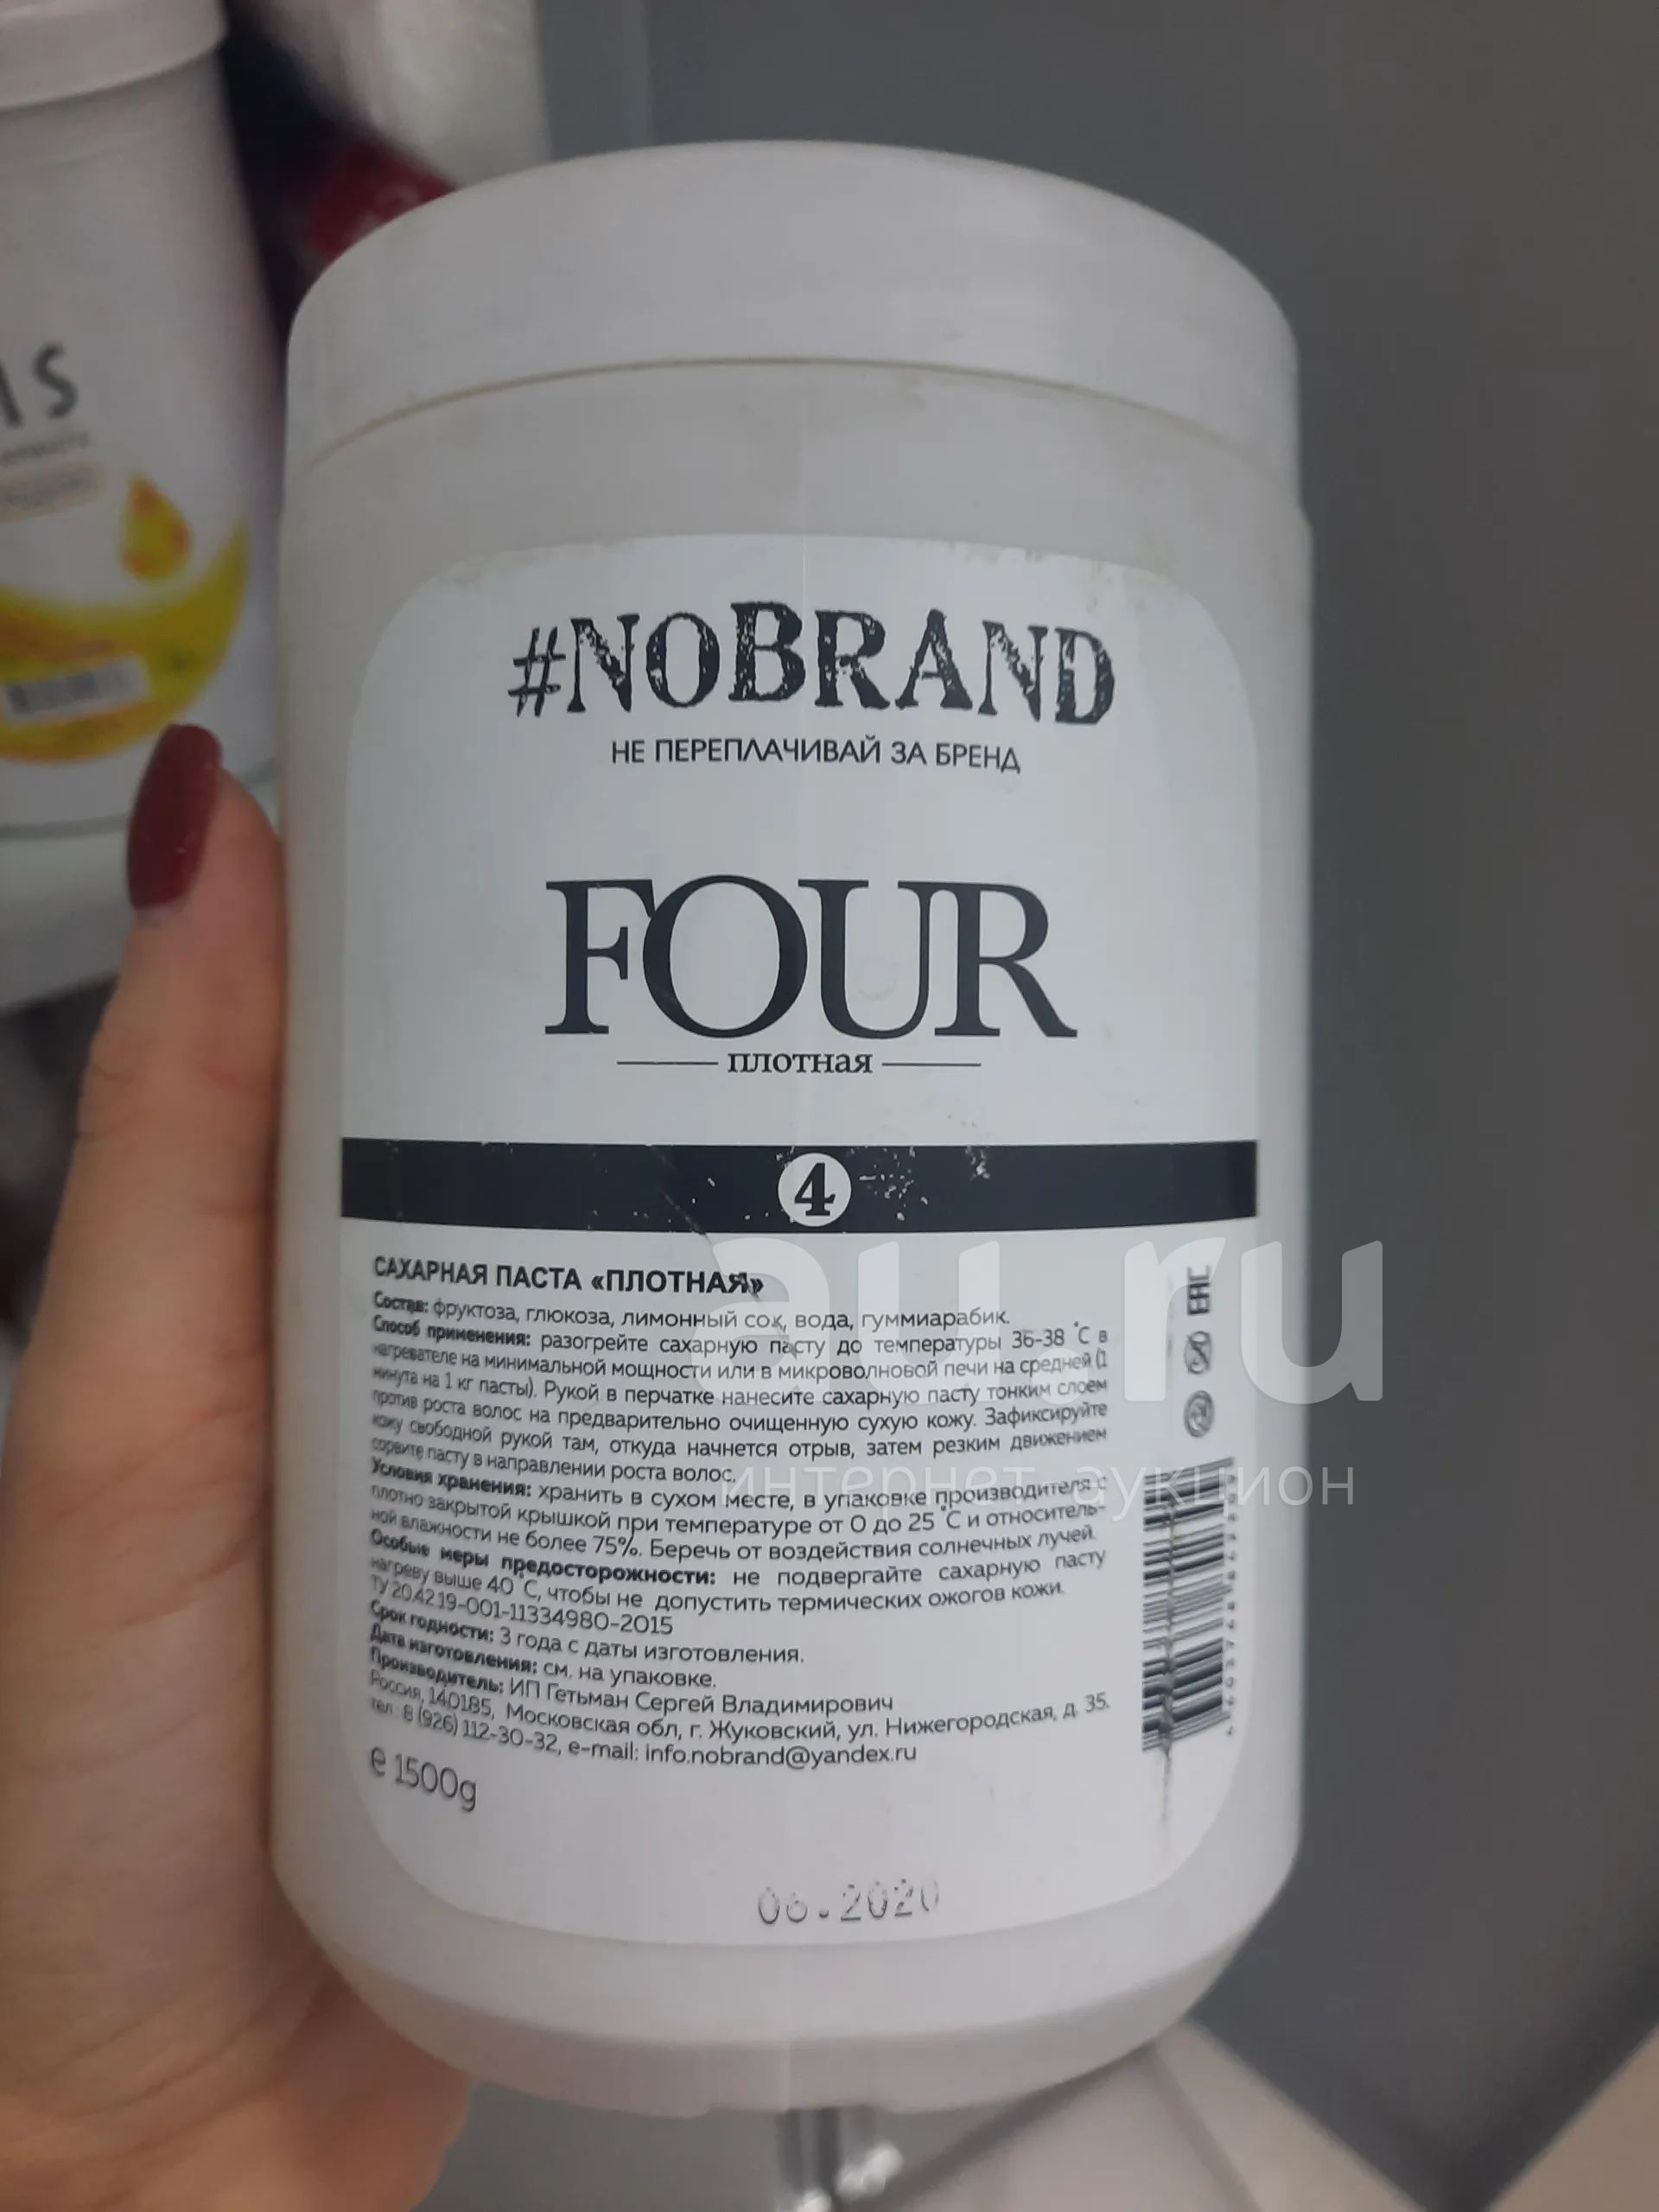 #NOBRAND
НЕ ПЕРЕПЛАЧИВАЙ ЗА БРЕНД
FOUR
плотная
4
САХАРНАЯ ПАСТА «ПЛОТНАЯ»
Состав: фруктоза, глюкоза, лимонный сок, вода, гуммиарабик.
Способ применения: разогрейте сахарную пасту до температуры 36-38 °С в
нагревателе на минимальной мощности или в микроволновой печи на средней (1
минута на 1 кг пасты). Рукой в перчатке нанесите сахарную пасту тонким слоем
против роста волос на предварительно очищенную сухую кожу. Зафиксируйте
кожу свободной рукой там, откуда начнется отрыв, затем резким движением
сорвите пасту в направлении роста волос.
Условия хранения: хранить в сухом месте, в упаковке производителя с
плотно закрытой крышкой при температуре от 0 до 25 °С и относитель-
ной влажности не более 75%. Беречь от воздействия солнечных лучей.
Особые меры предосторожности: не подвергайте сахарную пасту
нагреву выше 40 °С, чтобы не допустить термических ожогов кожи.
ТУ 20.42.19-001-11334980-2015
Срок годности: 3 года с даты изготовления.
Дата изготовления: см. на упаковке.
Производитель: ИП Гетьман Сергей Владимирович
Россия, 140185, Московская обл, г. Жуковский, ул. Нижегородская, д. 35.
тел.: 8 (926) 112-30-32, e-mail: info.nobrand@yandex.ru
e 1500g
06.2020
EAC
au.ru
интернет аукцион